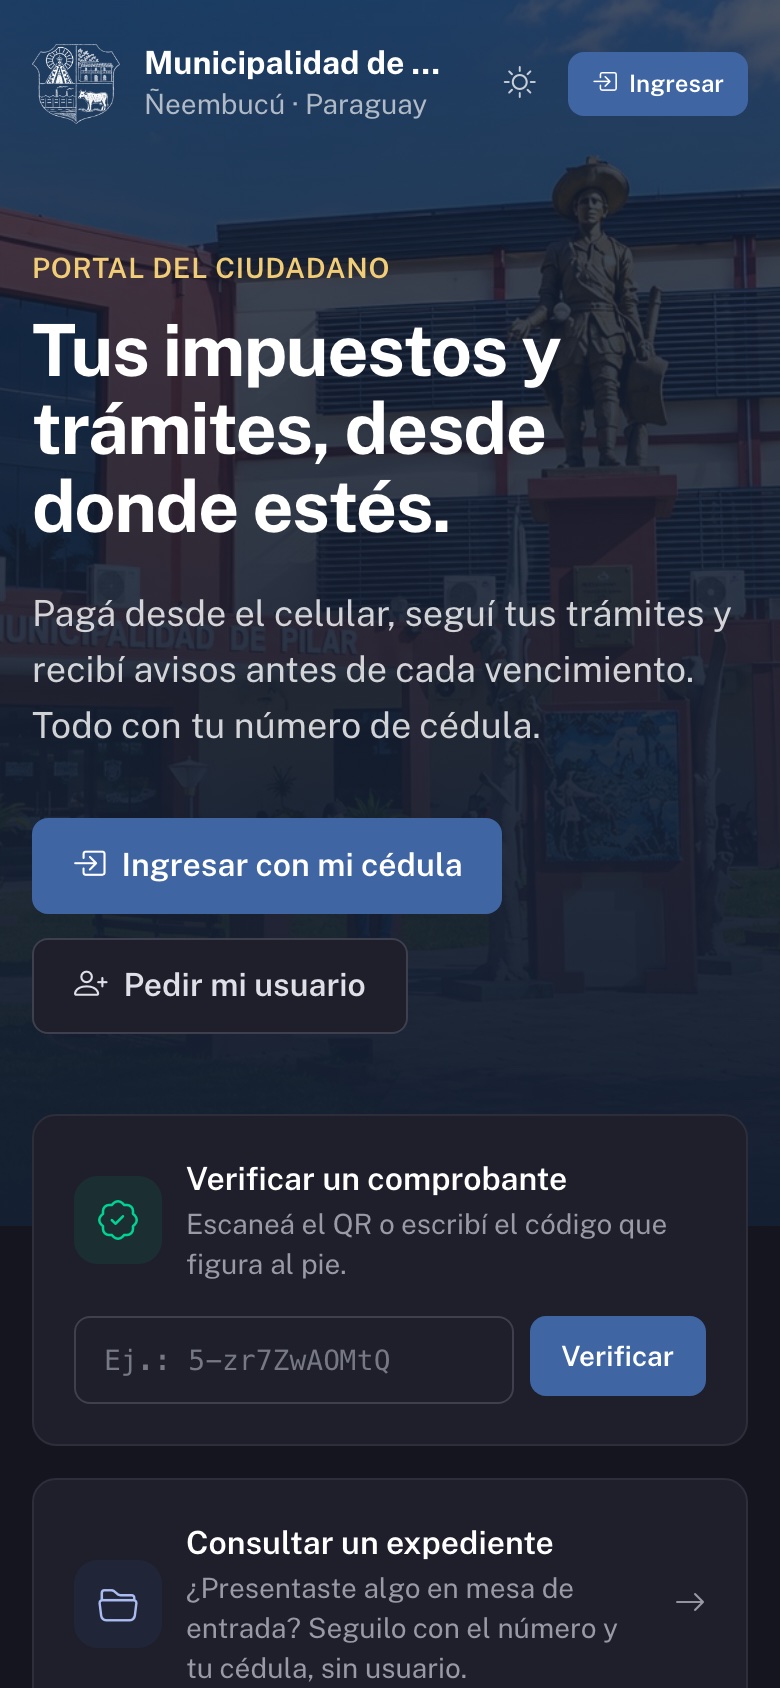 Municipalidad de ...
Ñeembucú · Paraguay
Ingresar
PORTAL DEL CIUDADANO
Tus impuestos y
trámites, desde
donde estés.
Pagá desde el celular, seguí tus trámites y
UNICIPALIDAD DE PILAR
recibí avisos antes de cada vencimiento.
Todo con tu número de cédula.
Ingresar con mi cédula
Pedir mi usuario
Verificar un comprobante
Escaneá el QR o escribí el código que
figura al pie.
Ej.: 5-zr7ZwAOMtQ
Verificar
Consultar un expediente
¿Presentaste algo en mesa de
entrada? Seguilo con el número y
tu cédula, sin usuario.